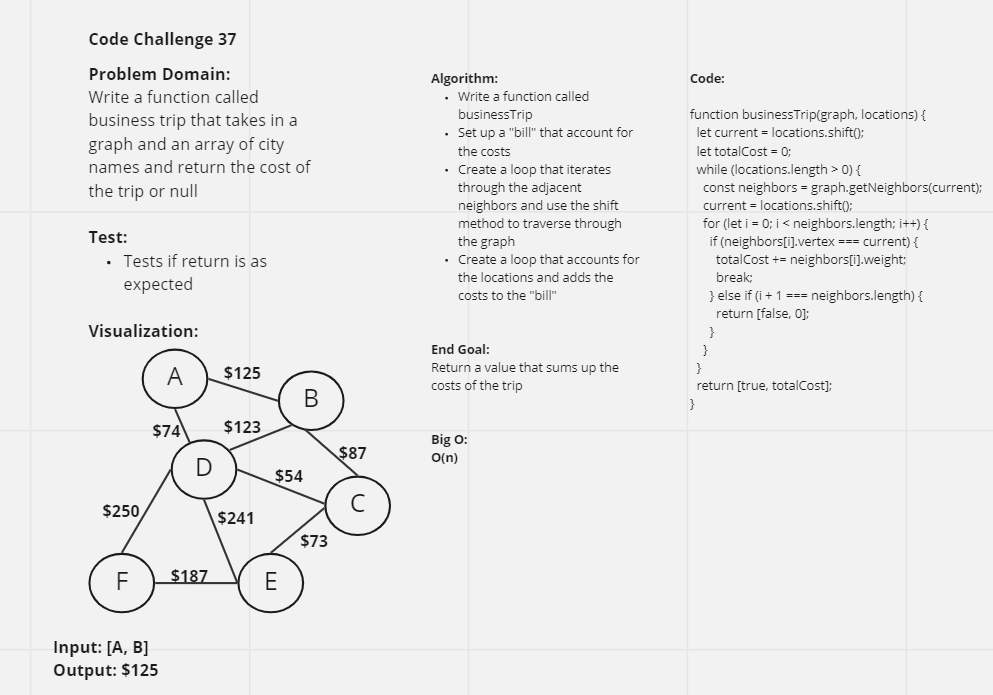 Code Challenge 37
Problem Domain:
Write a function called
business trip that takes in a
graph and an array of city
names and return the cost of
the trip or null
Test:
• Tests if return is as
expected
Visualization:
A
$125
B
$74
$123
$87
D
$54
C
$250
$241
$73
F
$187
E
Input: [A, B]
Output: $125
Algorithm:
• Write a function called
businessTrip
• Set up a "bill" that account for
the costs
• Create a loop that iterates
through the adjacent
neighbors and use the shift
method to traverse through
the graph
• Create a loop that accounts for
the locations and adds the
costs to the "bill"
End Goal:
Return a value that sums up the
costs of the trip
Big O:
O(n)
Code:
function businessTrip(graph, locations) {
let current = locations.shift();
let totalCost = 0;
while (locations.length > 0) {
const neighbors = graph.getNeighbors(current);
current = locations.shift();
for (let i = 0; i < neighbors.length; i++) {
if (neighbors[i].vertex === current) {
totalCost += neighbors[i].weight;
break;
} else if (i + 1 === neighbors.length) {
return [false, 0];
}
}
}
return [true, totalCost];
}